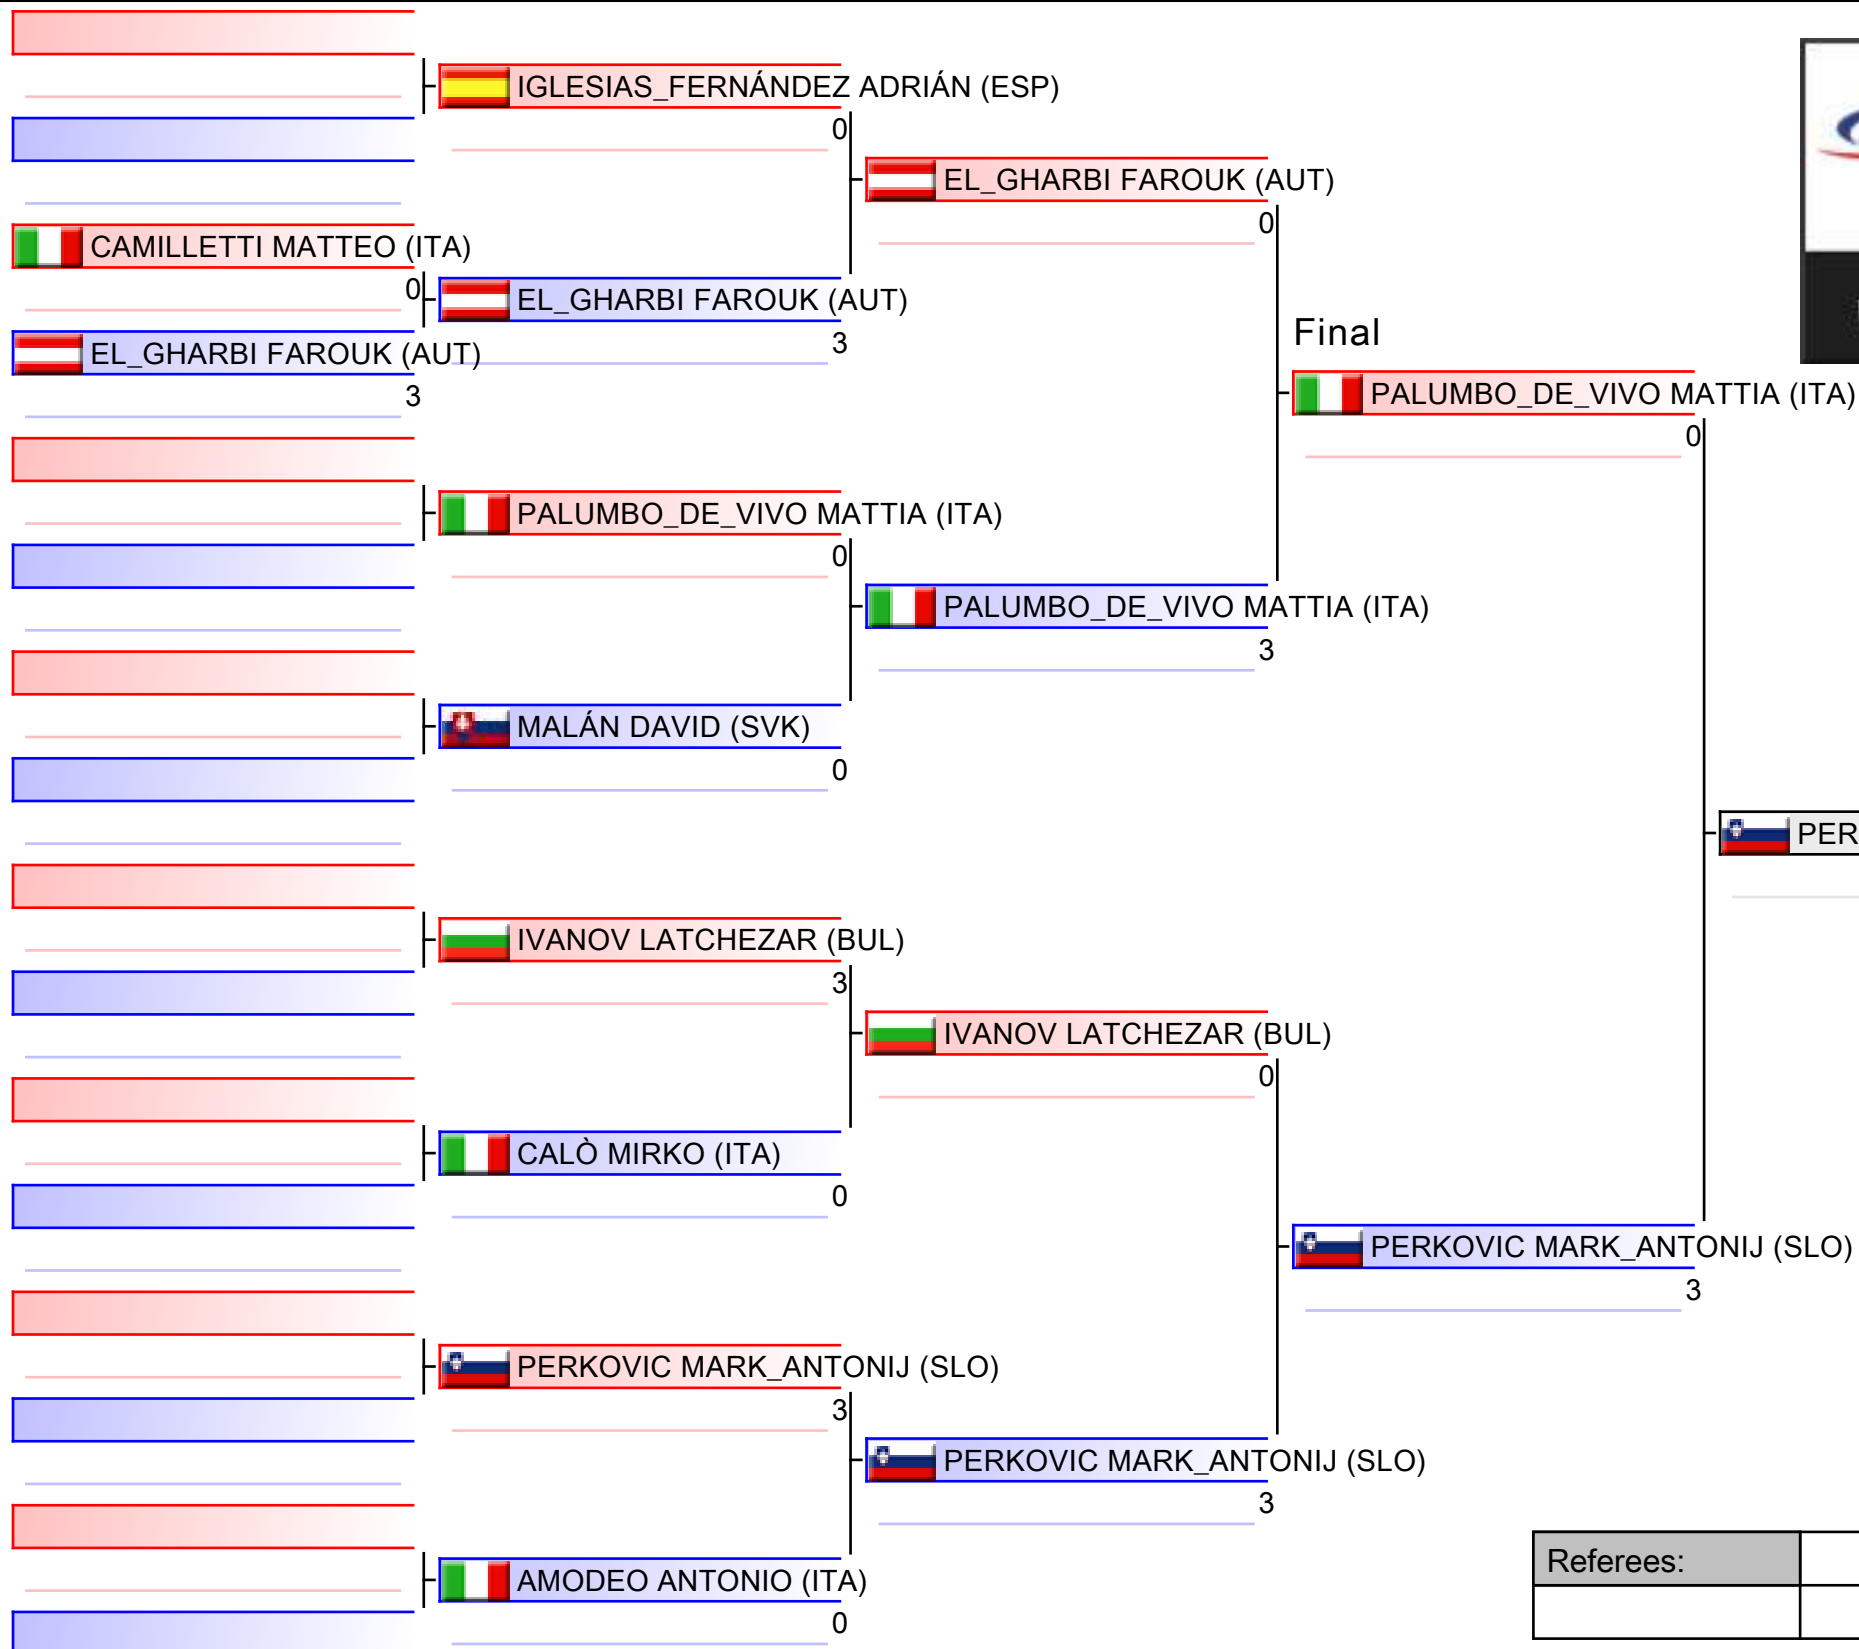 IGLESIAS_FERNÁNDEZ ADRIÁN (ESP)
0
EL_GHARBI FAROUK (AUT)
0
CAMILLETTI MATTEO (ITA)
0
EL_GHARBI FAROUK (AUT)
3
EL_GHARBI FAROUK (AUT)
3
Final
PALUMBO_DE_VIVO MATTIA (ITA)
0
PALUMBO_DE_VIVO MATTIA (ITA)
0
PALUMBO_DE_VIVO MATTIA (ITA)
3
MALÁN DAVID (SVK)
0
PER
IVANOV LATCHEZAR (BUL)
3
IVANOV LATCHEZAR (BUL)
0
CALÒ MIRKO (ITA)
0
PERKOVIC MARK_ANTONIJ (SLO)
3
PERKOVIC MARK_ANTONIJ (SLO)
3
PERKOVIC MARK_ANTONIJ (SLO)
3
AMODEO ANTONIO (ITA)
0
Referees: